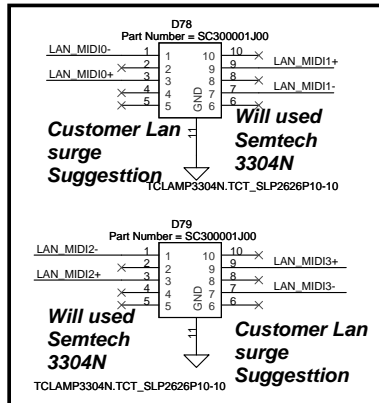 D78
Part Number = SC300001J00
LAN_MIDI0- 1 1 10 10
2 2 9 9 LAN_MIDI1+
LAN_MIDI0+ 3 3 8 8
4 4 7 7 LAN_MIDI1-
5 5 GND 6 6
11
Customer Lan
surge
Suggesttion
Will used
Semtech
3304N
TCLAMP3304N.TCT_SLP2626P10-10
D79
Part Number = SC300001J00
LAN_MIDI2- 1 1 10 10
2 2 9 9 LAN_MIDI3+
LAN_MIDI2+ 3 3 8 8
4 4 7 7 LAN_MIDI3-
5 5 GND 6 6
11
Will used
Semtech
3304N
Customer Lan
surge
Suggesttion
TCLAMP3304N.TCT_SLP2626P10-10